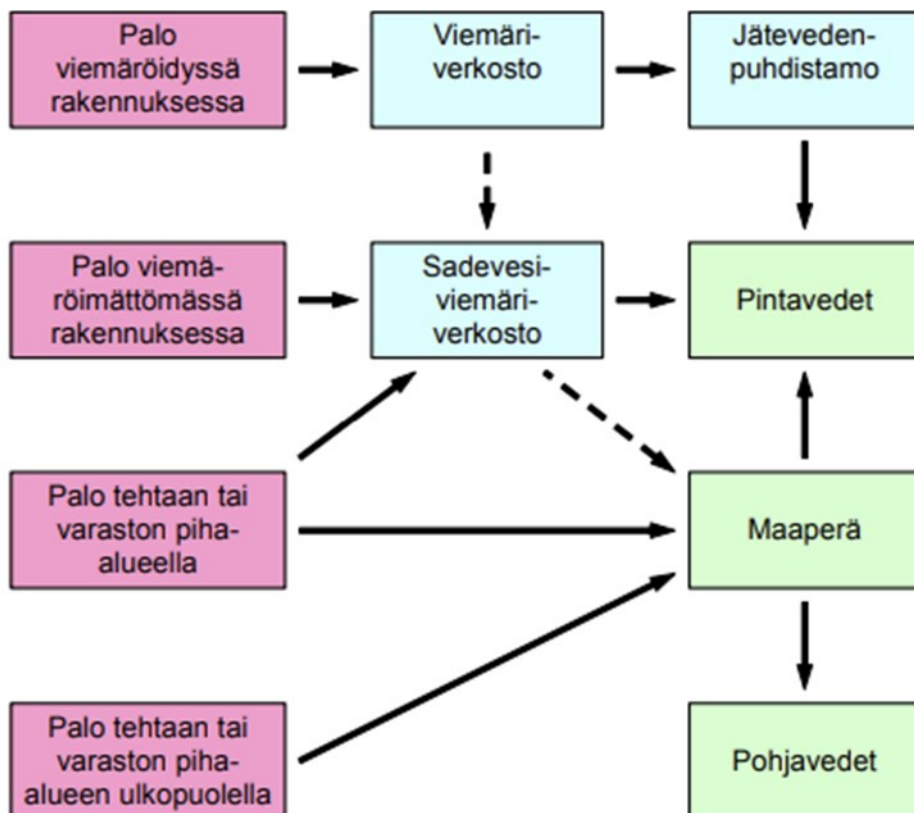 Palo
viemäröidyssä
rakennuksessa
Viemäri-
verkosto
Jäteveden-
puhdistamo
Palo viemä-
röimättömässä
rakennuksessa
Sadevesi-
viemäri-
verkosto
Pintavedet
Palo tehtaan tai
varaston piha-
alueella
Maaperä
Palo tehtaan tai
varaston piha-
alueen ulkopuolella
Pohjavedet